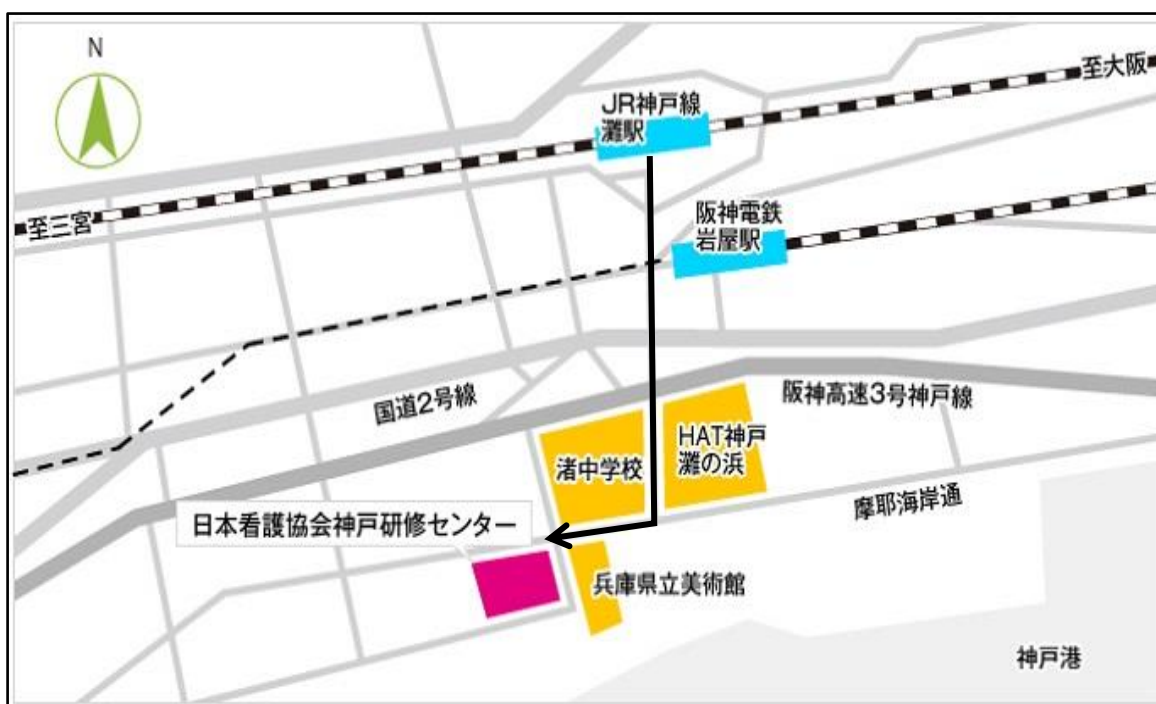 N
至大阪
JR神戸線
灘駅
至三宮
阪神電鉄
岩屋駅
国道2号線
阪神高速3号神戸線
HAT神戸
灘の浜
渚中学校
摩耶海岸通
日本看護協会神戸研修センター
兵庫県立美術館
神戸港